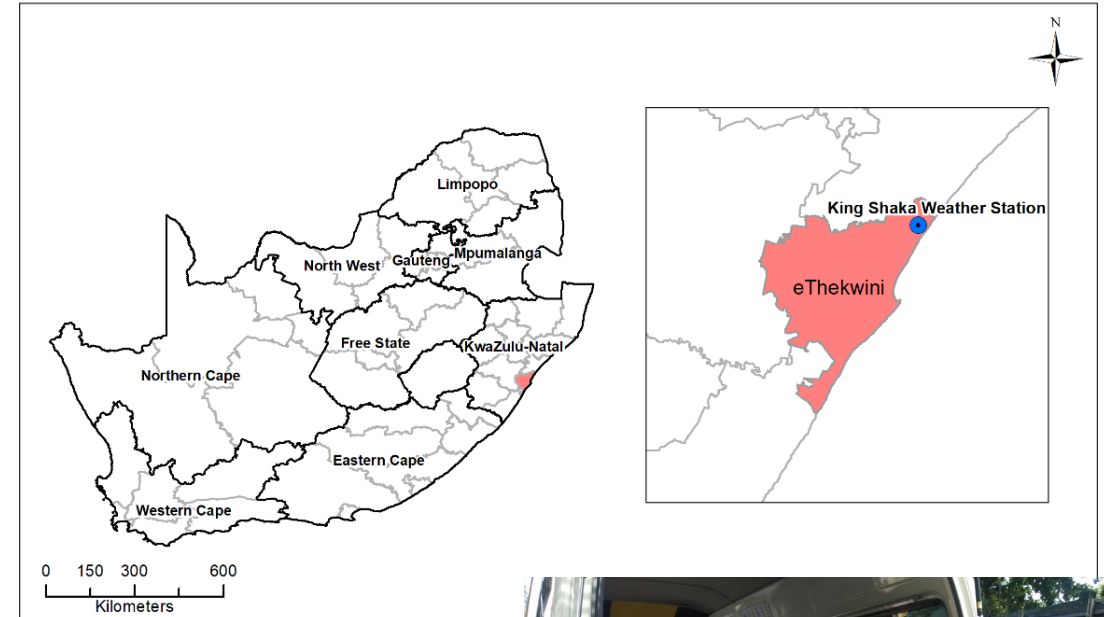 N
Limpopo
King Shaka Weather Station
North West
Gauteng
Mpumalanga
eThekwini
Free State
KwaZulu-Natal
Northern Cape
Eastern Cape
Western Cape
0 150 300 600
Kilometers